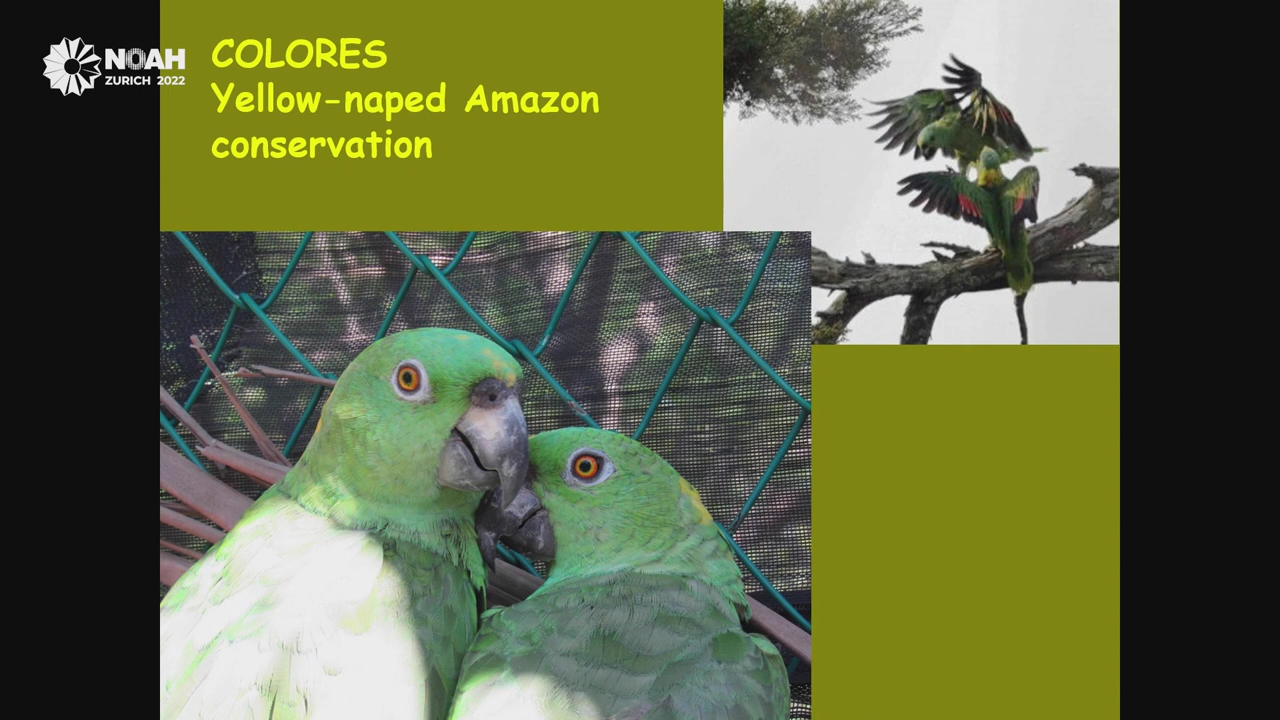 NOAH
ZURICH 2022
COLORES
Yellow-naped Amazon
conservation